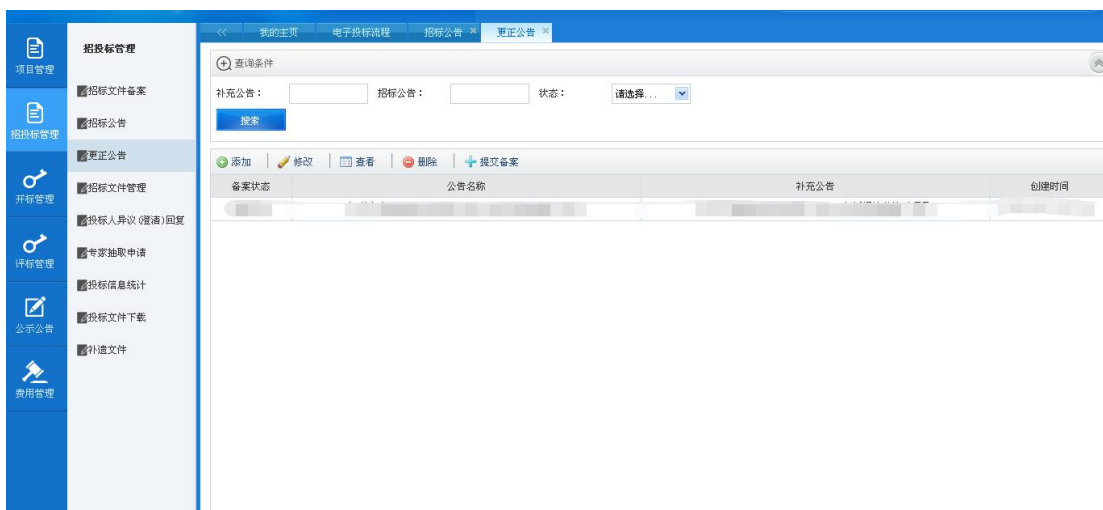 项目管理
招投标管理
开标管理
评标管理
公示公告
费用管理
招投标管理
招标文件备案
招标公告
更正公告
招标文件管理
投标人异议(澄清)回复
专家抽取申请
投标信息统计
投标文件下载
补遗文件
<< 我的主页 电子投标流程 招标公告 × 更正公告 ×
查询条件
补充公告： 招标公告： 状态： 请选择...
搜索
添加 修改 查看 删除 提交备案
备案状态 公告名称 补充公告 创建时间